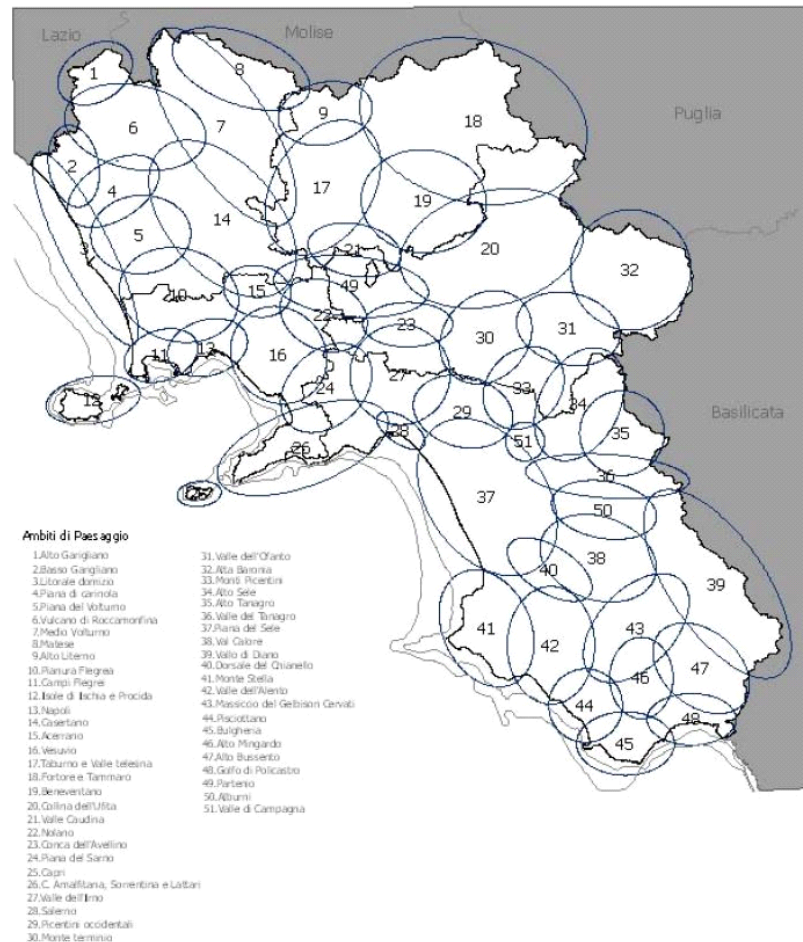 Lazio
Molise
Puglia
Basilicata
1
8
9
18
6
7
2
4
17
19
14
5
3
20
21
32
10
15
49
22
23
30
31
11
13
16
12
24
27
33
34
29
28
51
35
26
36
50
37
38
40
39
41
42
43
46
47
44
48
45
Ambiti di Paesaggio
1.Alto Garigliano
2.Basso Garigliano
3.Litorale domizio
4.Piana di carinola
5.Piana del Volturno
6.Vulcano di Roccamonfina
7.Medio Volturno
8.Matese
9.Alto Literno
10.Pianura Flegrea
11.Campi Flegrei
12.Isole di Ischia e Procida
13.Napoli
14.Casertano
15.Acerrano
16.Vesuvio
17.Taburno e Valle telesina
18.Fortore e Tammaro
19.Beneventano
20.Collina dell'Ufita
21.Valle Caudina
22.Nolano
23.Conca dell'Avellino
24.Piana del Sarno
25.Capri
26.C. Amalfitana, Sorrentina e Lattari
27.Valle dell'Irno
28.Salerno
29.Picentini occidentali
30.Monte terminio
31.Valle dell'Ofanto
32.Alta Baronia
33.Monti Picentini
34.Alto Sele
35.Alto Tanagro
36.Valle del Tanagro
37.Piana del Sele
38.Val Calore
39.Vallo di Diano
40.Dorsale del Chianello
41.Monte Stella
42.Valle dell'Alento
43.Massiccio del Gelbison Cervati
44.Pisciottano
45.Bulgheria
46.Alto Mingardo
47.Alto Bussento
48.Golfo di Policastro
49.Partenio
50.Alburni
51.Valle di Campagna